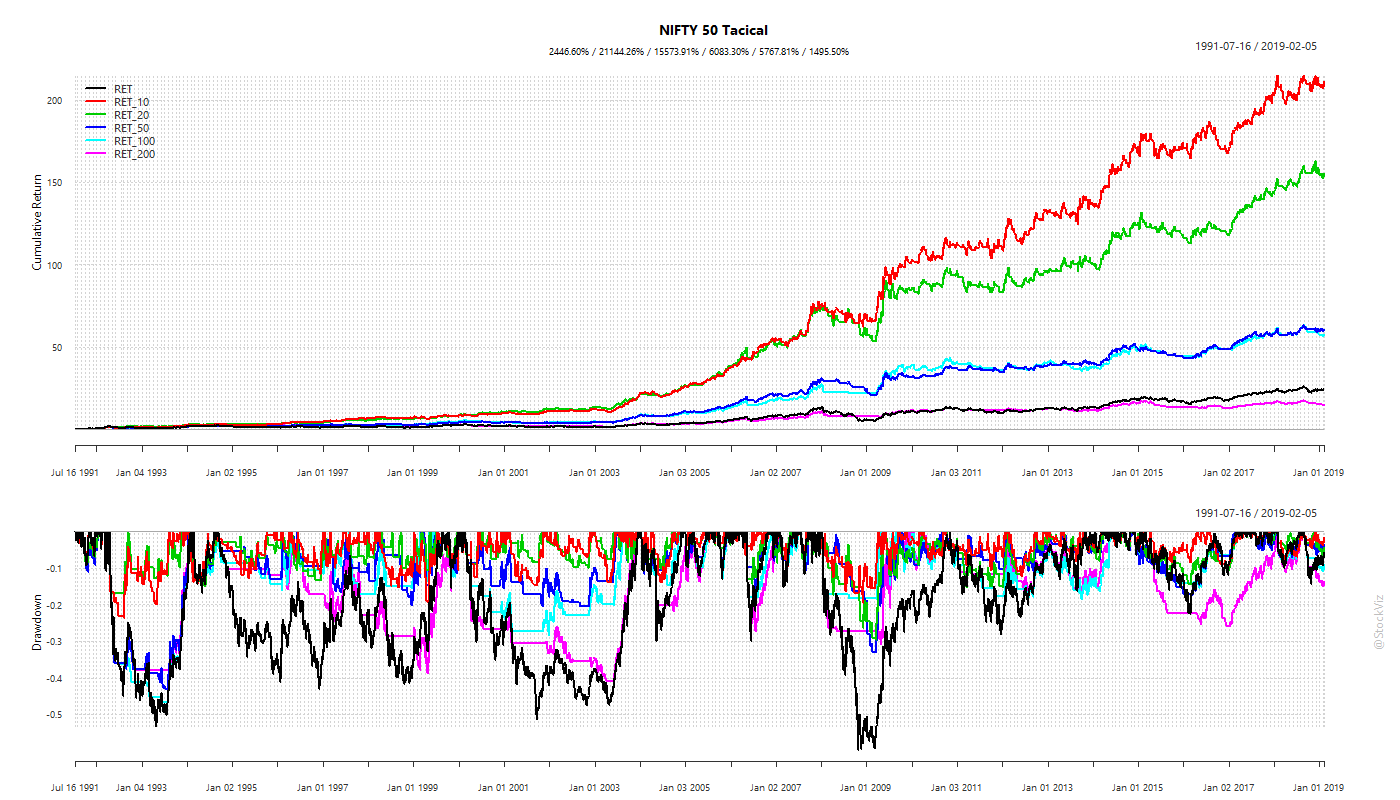 NIFTY 50 Tacical
2446.60% / 21144.26% / 15573.91% / 6083.30% / 5767.81% / 1495.50%
1991-07-16 / 2019-02-05
RET
RET_10
RET_20
RET_50
RET_100
RET_200
Cumulative Return
200
150
100
50
Jul 16 1991 Jan 04 1993 Jan 02 1995 Jan 01 1997 Jan 01 1999 Jan 01 2001 Jan 01 2003 Jan 03 2005 Jan 02 2007 Jan 01 2009 Jan 03 2011 Jan 01 2013 Jan 01 2015 Jan 02 2017 Jan 01 2019
1991-07-16 / 2019-02-05
Drawdown
-0.1
-0.2
-0.3
-0.4
-0.5
Jul 16 1991 Jan 04 1993 Jan 02 1995 Jan 01 1997 Jan 01 1999 Jan 01 2001 Jan 01 2003 Jan 03 2005 Jan 02 2007 Jan 01 2009 Jan 03 2011 Jan 01 2013 Jan 01 2015 Jan 02 2017 Jan 01 2019
@StockViz